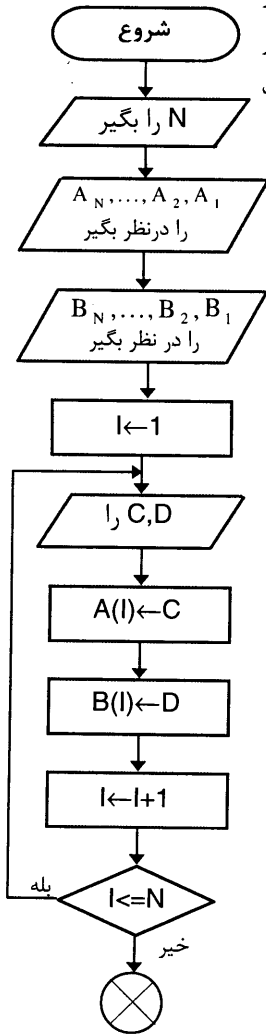 شروع
N را بگیر
A_N,...,A_2,A_1
را درنظر بگیر
B_N,...,B_2,B_1
را در نظر بگیر
I←1
C,D را
A(I)←C
B(I)←D
I←I+1
I<=N
بله
خیر